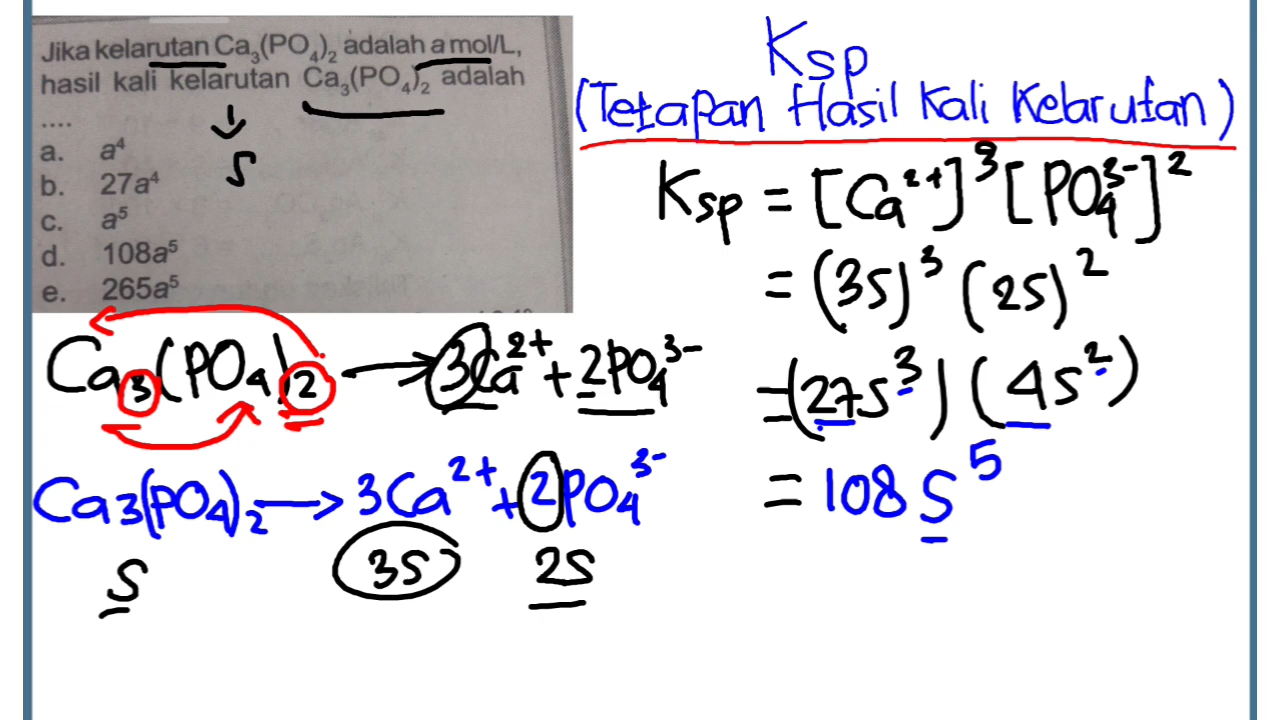 Jika kelarutan Ca₃(PO₄)₂ adalah a mol/L,
hasil kali kelarutan Ca₃(PO₄)₂ adalah
....
a. a⁴
b. 27a⁴
c. a⁵
d. 108a⁵
e. 265a⁵
↓
S
Ca₃(PO₄)₂ → 3Ca²⁺ + 2PO₄³⁻
Ca₃(PO₄)₂ → 3Ca²⁺ + 2PO₄³⁻
S 3S 2S
Ksp
(Tetapan Hasil Kali Kelarutan)
Ksp = [Ca²⁺]³ [PO₄³⁻]²
= (3S)³ (2S)²
= (27S³) (4S²)
= 108 S⁵